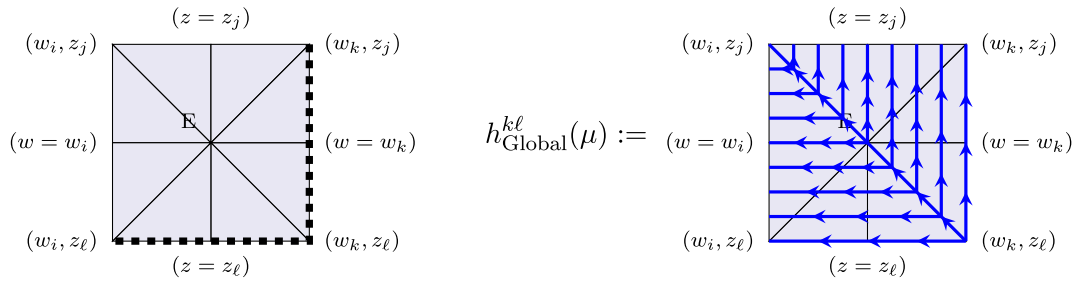 (z = z_j) (z = z_j)
(w_i, z_j) (w_k, z_j) (w_i, z_j) (w_k, z_j)
E E
(w = w_i) (w = w_k) h^{kℓ}_{Global}(μ) := (w = w_i) (w = w_k)
(w_i, z_ℓ) (w_k, z_ℓ) (w_i, z_ℓ) (w_k, z_ℓ)
(z = z_ℓ) (z = z_ℓ)